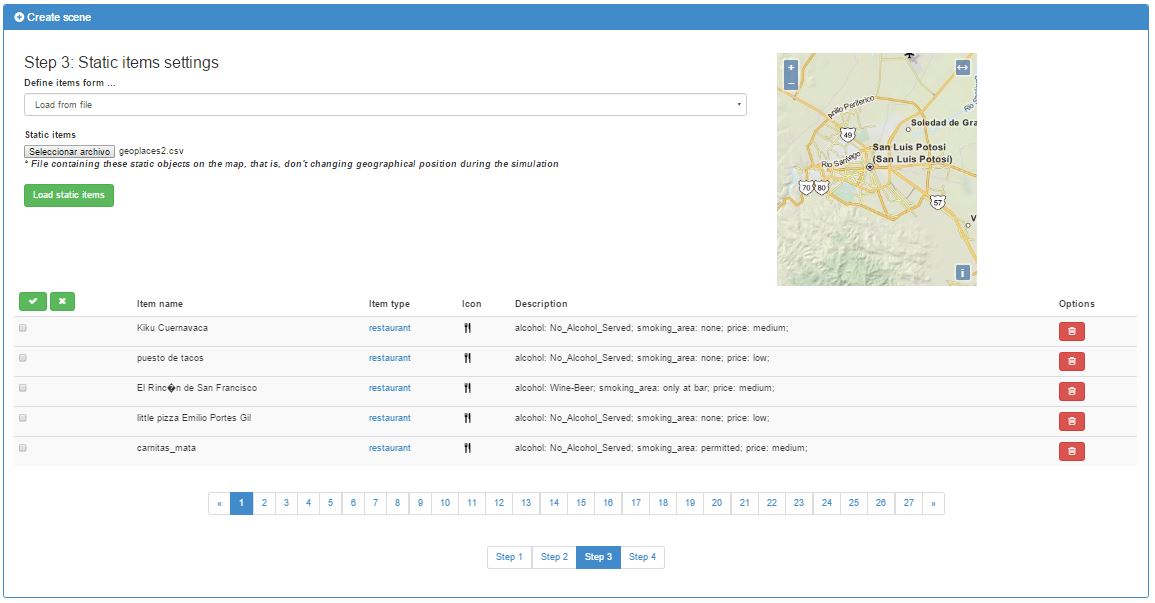 Create scene
Step 3: Static items settings
Define items form ...
Load from file
Static items
Seleccionar archivo geoplaces2.csv
* File containing these static objects on the map, that is, don't changing geographical position during the simulation
Load static items
+
−
Anillo Periferico
Rio
Soledad de Gra
49
San Luis Potosi
(San Luis Potosí)
Rio Santiago
70 80
57
V
i
Item name Item type Icon Description Options
Kiku Cuernavaca restaurant alcohol: No_Alcohol_Served; smoking_area: none; price: medium;
puesto de tacos restaurant alcohol: No_Alcohol_Served; smoking_area: none; price: low;
El Rinc�n de San Francisco restaurant alcohol: Wine-Beer; smoking_area: only at bar; price: medium;
little pizza Emilio Portes Gil restaurant alcohol: No_Alcohol_Served; smoking_area: none; price: low;
carnitas_mata restaurant alcohol: No_Alcohol_Served; smoking_area: permitted; price: medium;
« 1 2 3 4 5 6 7 8 9 10 11 12 13 14 15 16 17 18 19 20 21 22 23 24 25 26 27 »
Step 1 Step 2 Step 3 Step 4